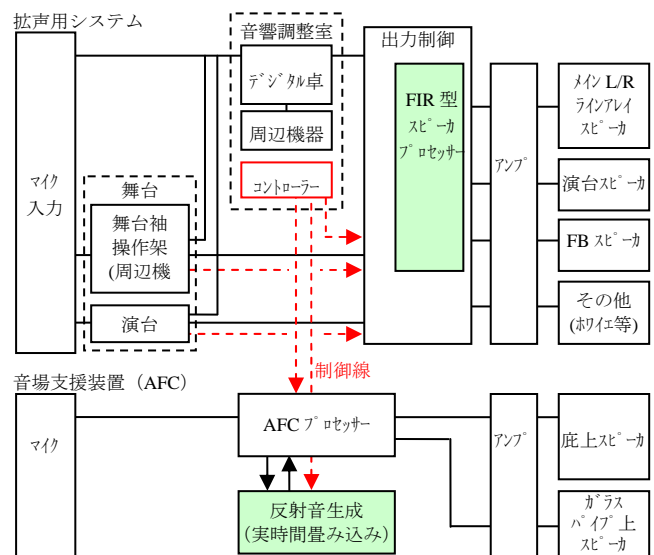 拡声用システム
音響調整室
出力制御
デジタル卓
周辺機器
コントローラー
FIR 型
スピーカ
プロセッサー
アンプ
メイン L/R
ラインアレイ
スピーカ
演台スピーカ
FB スピーカ
その他
(ホワイエ等)
マイク
入力
舞台
舞台袖
操作架
(周辺機
演台
制御線
音場支援装置（AFC）
マイク
AFC プロセッサー
反射音生成
(実時間畳み込み)
アンプ
庇上スピーカ
ガラス
パイプ上
スピーカ